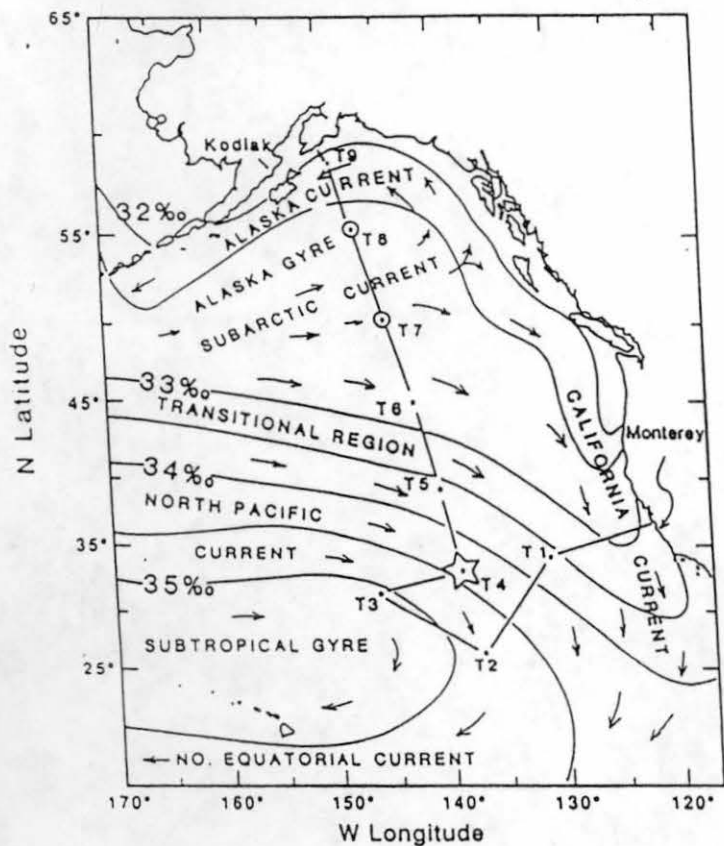 65°
Kodiak
T9
32‰
ALASKA CURRENT
55°
T8
ALASKA GYRE
SUBARCTIC CURRENT
T7
N Latitude
33‰
45°
T6
TRANSITIONAL REGION
CALIFORNIA CURRENT
Monterey
34‰
T5
NORTH PACIFIC
CURRENT
35°
T1
T4
35‰
T3
SUBTROPICAL GYRE
T2
25°
NO. EQUATORIAL CURRENT
170° 160° 150° 140° 130° 120°
W Longitude